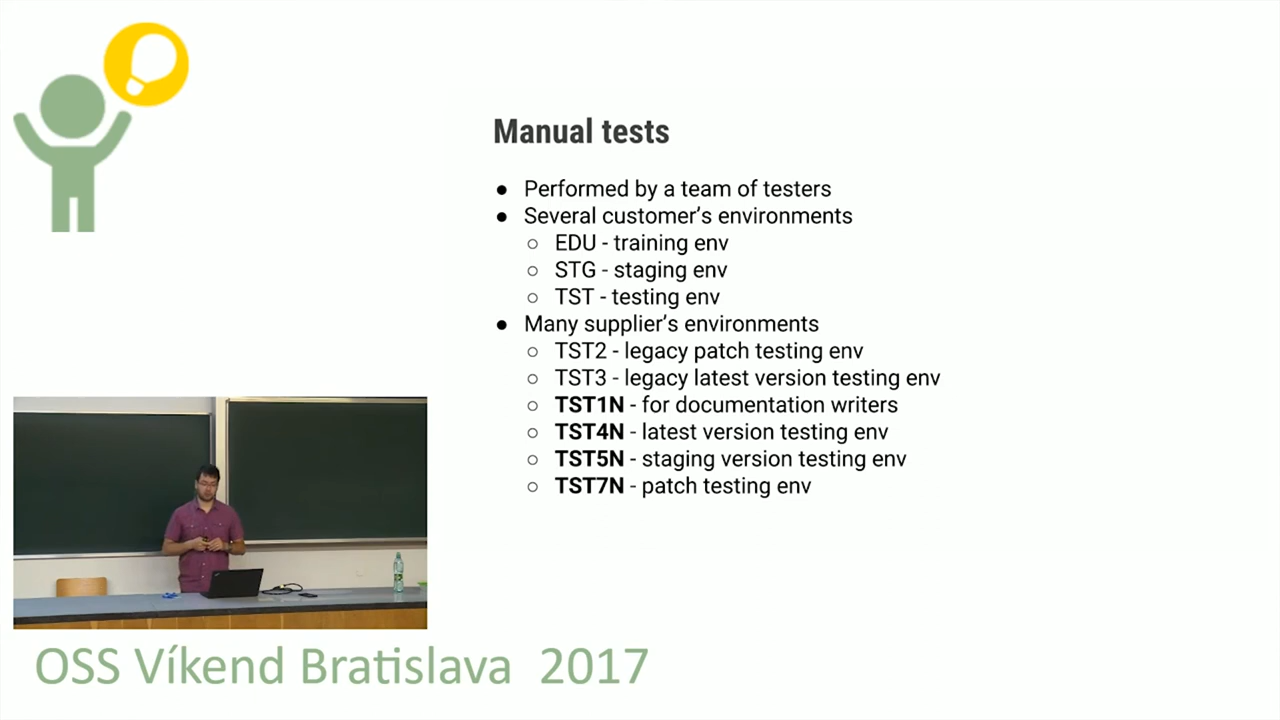 Manual tests
● Performed by a team of testers
● Several customer's environments
○ EDU - training env
○ STG - staging env
○ TST - testing env
● Many supplier's environments
○ TST2 - legacy patch testing env
○ TST3 - legacy latest version testing env
○ TST1N - for documentation writers
○ TST4N - latest version testing env
○ TST5N - staging version testing env
○ TST7N - patch testing env
OSS Víkend Bratislava 2017